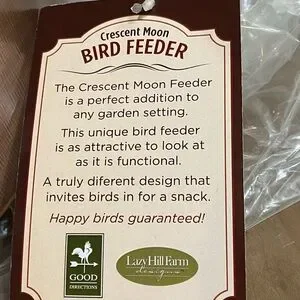 Crescent Moon
BIRD FEEDER
The Crescent Moon Feeder
is a perfect addition to
any garden setting.
This unique bird feeder
is as attractive to look at
as it is functional.
A truly diferent design that
invites birds in for a snack.
Happy birds guaranteed!
GOOD
DIRECTIONS
Lazy Hill Farm
designs